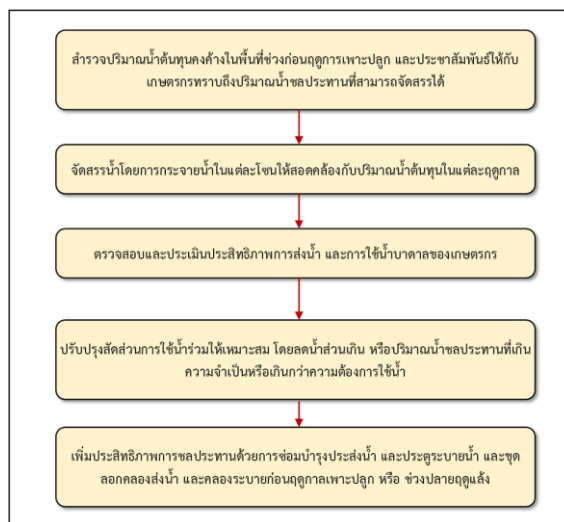 สำรวจปริมาณน้ำต้นทุนคงค้างในพื้นที่ช่วงก่อนฤดูการเพาะปลูก และประชาสัมพันธ์ให้กับ
เกษตรกรทราบถึงปริมาณน้ำชลประทานที่สามารถจัดสรรได้
จัดสรรน้ำโดยการกระจายน้ำในแต่ละโซนให้สอดคล้องกับปริมาณน้ำต้นทุนในแต่ละฤดูกาล
ตรวจสอบและประเมินประสิทธิภาพการส่งน้ำ และการใช้น้ำบาดาลของเกษตรกร
ปรับปรุงสัดส่วนการใช้น้ำร่วมให้เหมาะสม โดยลดน้ำส่วนเกิน หรือปริมาณน้ำชลประทานที่เกิน
ความจำเป็นหรือเกินกว่าความต้องการใช้น้ำ
เพิ่มประสิทธิภาพการชลประทานด้วยการซ่อมบำรุงประส่งน้ำ และประตูระบายน้ำ และขุด
ลอกคลองส่งน้ำ และคลองระบายก่อนฤดูกาลเพาะปลูก หรือ ช่วงปลายฤดูแล้ง